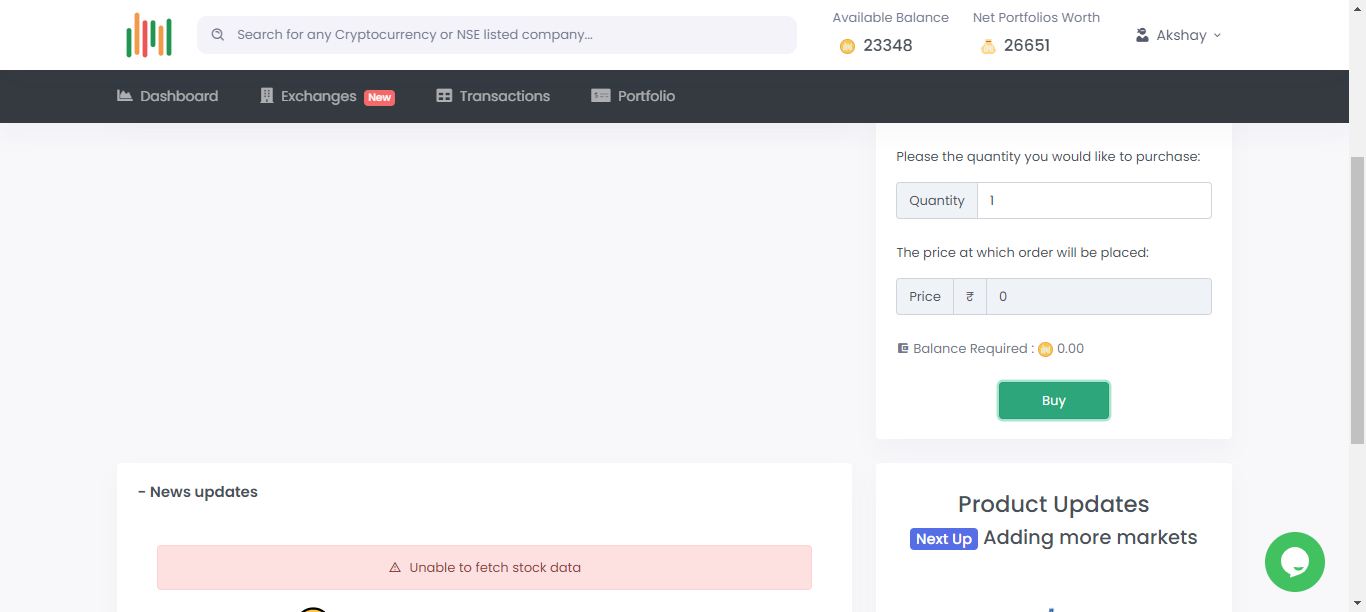 Search for any Cryptocurrency or NSE listed company...
Available Balance
23348
Net Portfolios Worth
26651
Akshay
Dashboard
Exchanges New
Transactions
Portfolio
Please the quantity you would like to purchase:
Quantity 1
The price at which order will be placed:
Price ₹ 0
Balance Required : 0.00
Buy
- News updates
Unable to fetch stock data
Product Updates
Next Up Adding more markets